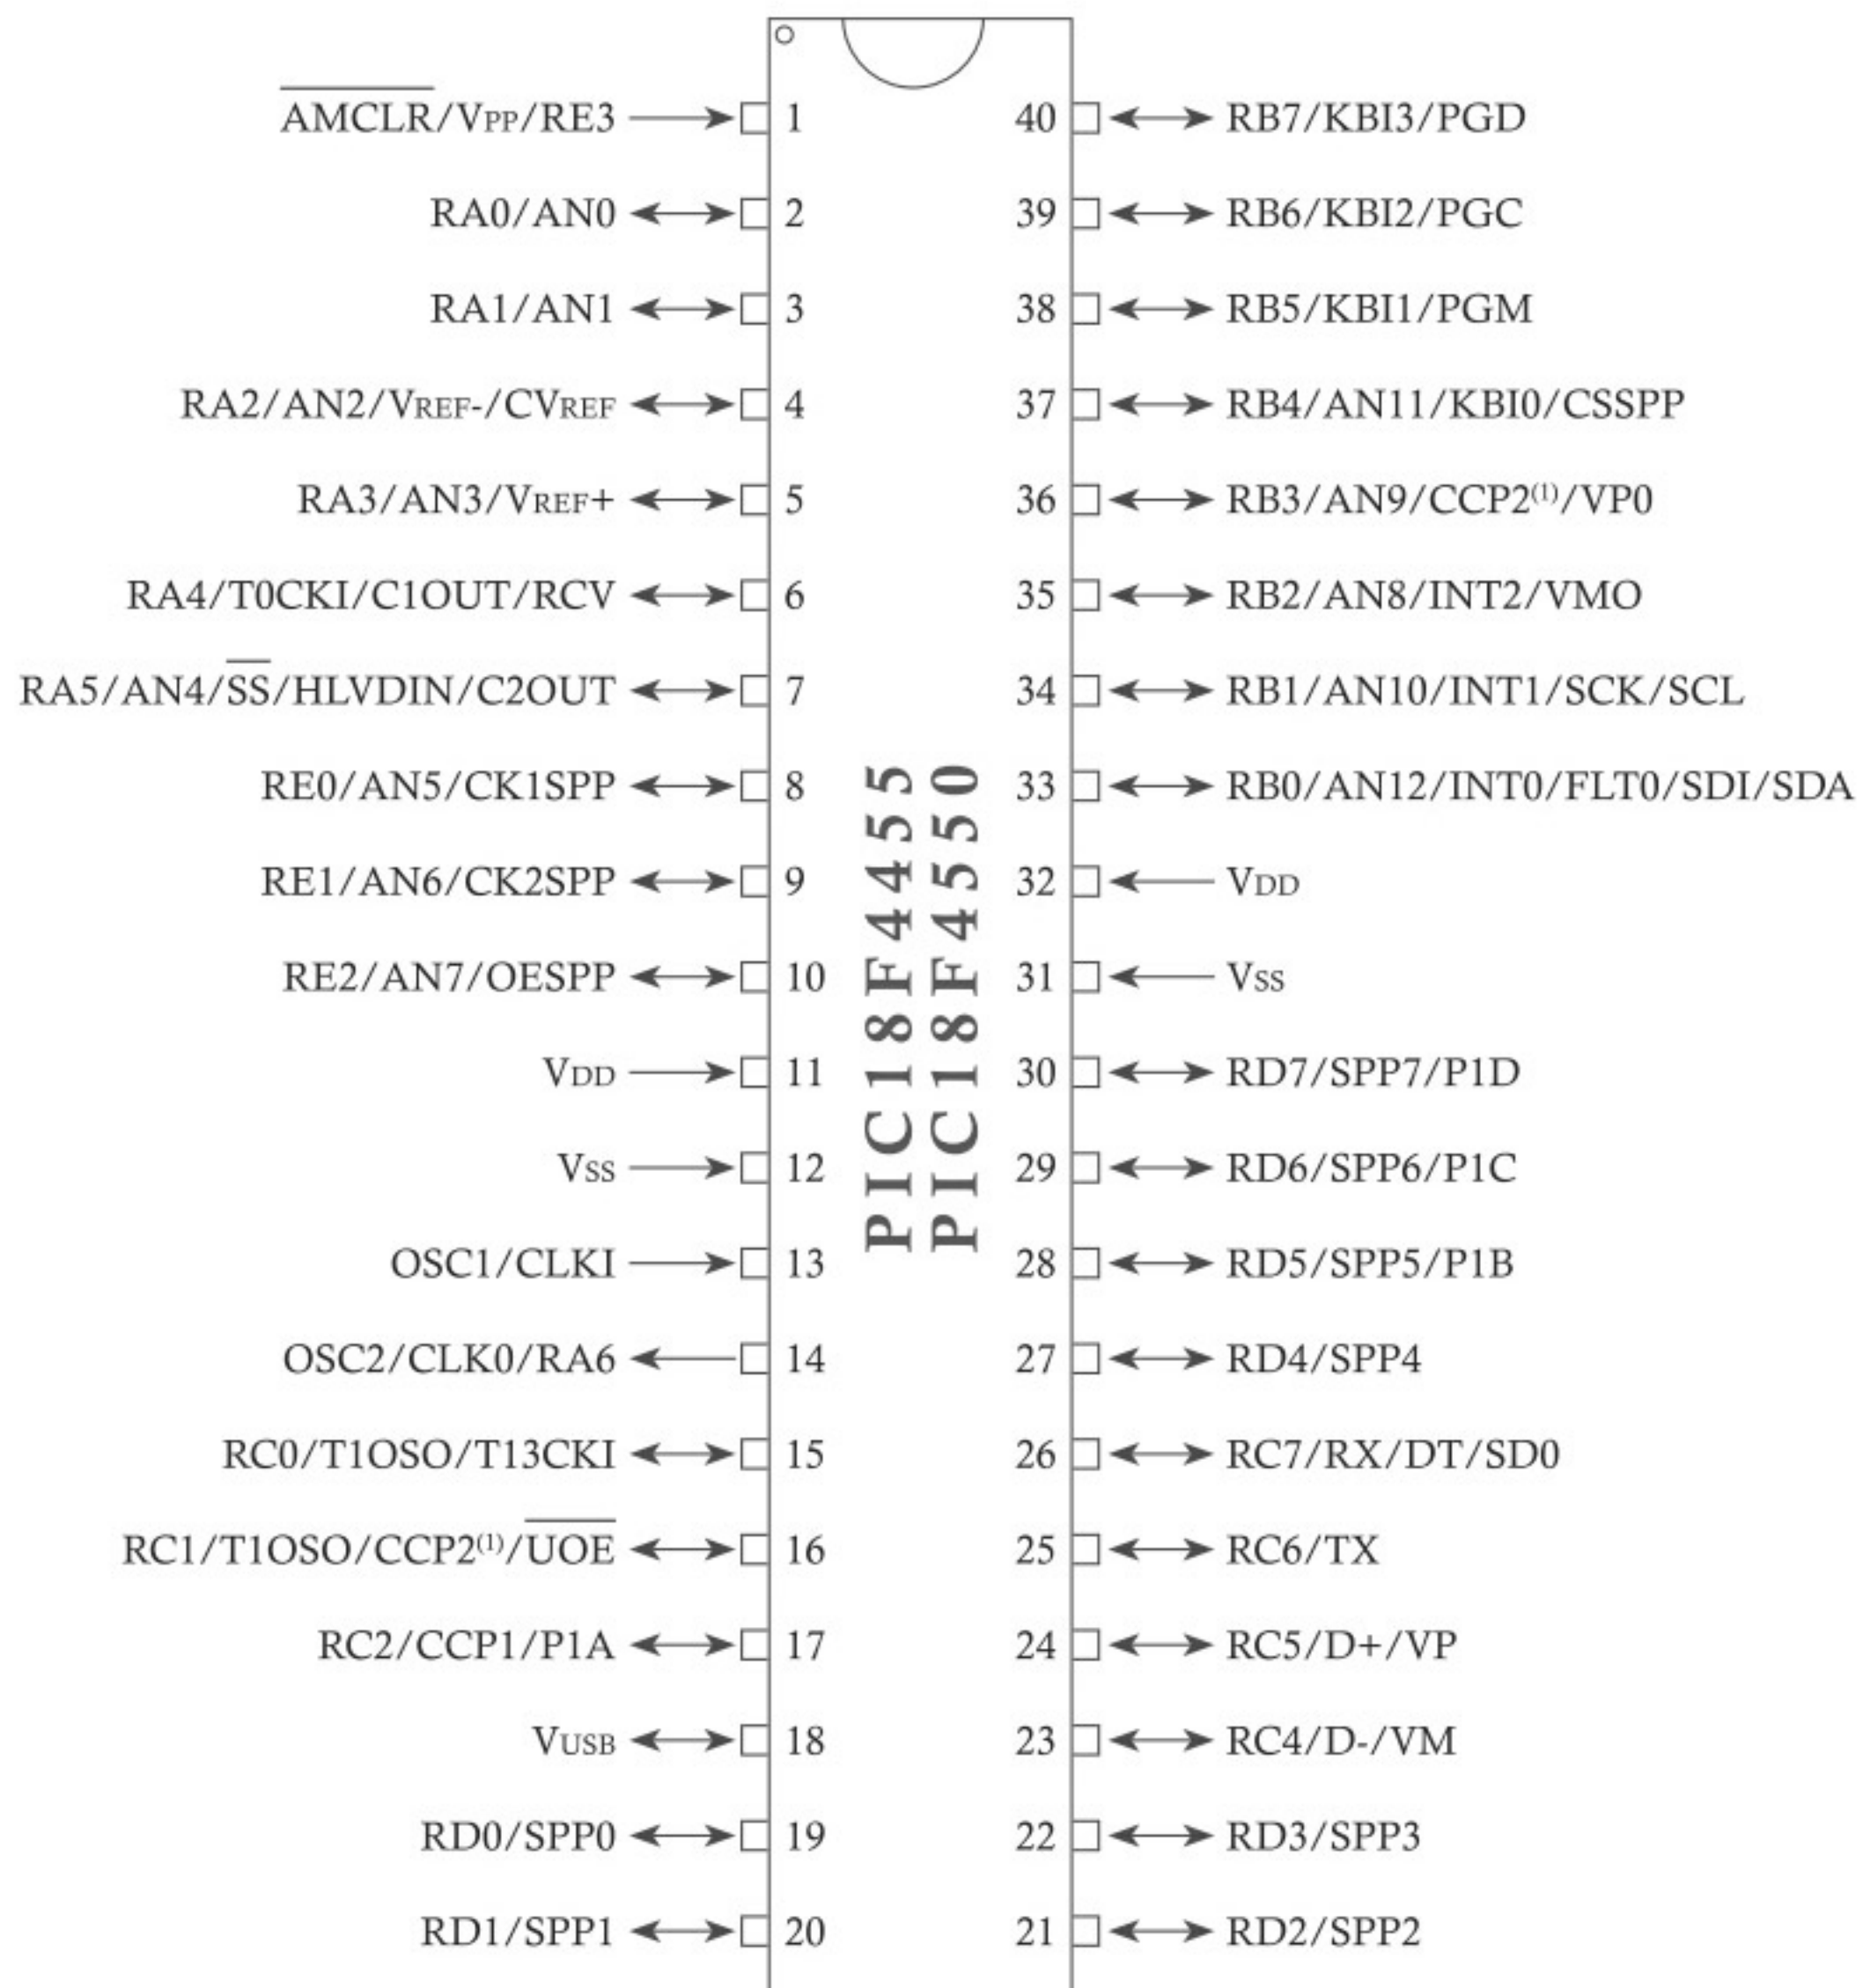 AMCLR/VPP/RE3 1 40 RB7/KBI3/PGD
RA0/AN0 2 39 RB6/KBI2/PGC
RA1/AN1 3 38 RB5/KBI1/PGM
RA2/AN2/VREF-/CVREF 4 37 RB4/AN11/KBI0/CSSPP
RA3/AN3/VREF+ 5 36 RB3/AN9/CCP2(1)/VP0
RA4/T0CKI/C1OUT/RCV 6 35 RB2/AN8/INT2/VMO
RA5/AN4/SS/HLVDIN/C2OUT 7 34 RB1/AN10/INT1/SCK/SCL
RE0/AN5/CK1SPP 8 33 RB0/AN12/INT0/FLT0/SDI/SDA
RE1/AN6/CK2SPP 9 32 VDD
RE2/AN7/OESPP 10 31 VSS
VDD 11 30 RD7/SPP7/P1D
VSS 12 29 RD6/SPP6/P1C
OSC1/CLKI 13 28 RD5/SPP5/P1B
OSC2/CLK0/RA6 14 27 RD4/SPP4
RC0/T1OSO/T13CKI 15 26 RC7/RX/DT/SD0
RC1/T1OSO/CCP2(1)/UOE 16 25 RC6/TX
RC2/CCP1/P1A 17 24 RC5/D+/VP
VUSB 18 23 RC4/D-/VM
RD0/SPP0 19 22 RD3/SPP3
RD1/SPP1 20 21 RD2/SPP2
PIC18F4455
PIC18F4550